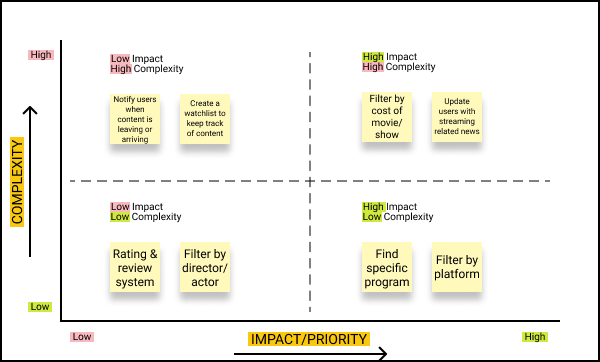 High
Low Impact
High Complexity
High Impact
High Complexity
Notify users
when
content is
leaving or
arriving
Create a
watchlist to
keep track
of content
Filter by
cost of
movie/
show
Update
users with
streaming
related news
COMPLEXITY
Low Impact
Low Complexity
High Impact
Low Complexity
Rating &
review
system
Filter by
director/
actor
Find
specific
program
Filter by
platform
Low
Low
IMPACT/PRIORITY
High